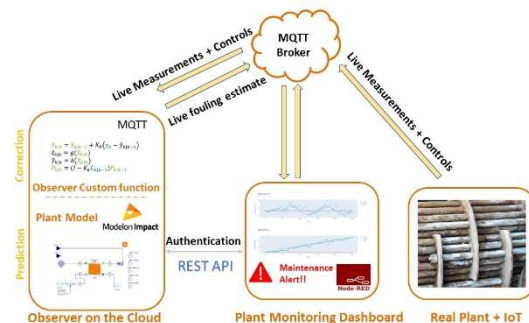 MQTT
Broker
Live Measurements + Controls
Live fouling estimate
Live Measurements + Controls
MQTT
Correction
Observer Custom function
Plant Model
Modelon Impact
Prediction
Authentication
REST API
Maintenance
Alert!!
Node-RED
Observer on the Cloud
Plant Monitoring Dashboard
Real Plant + IoT